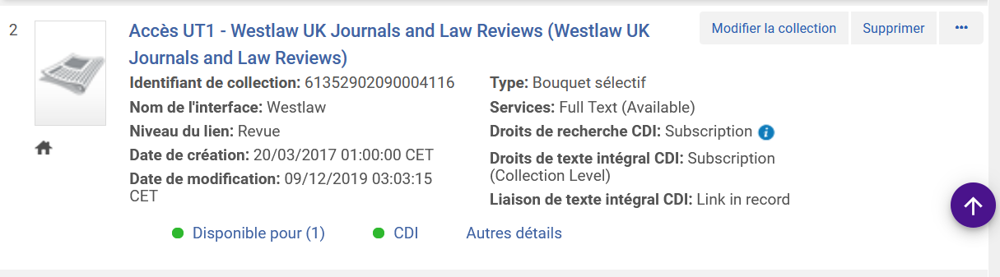 2
Accès UT1 - Westlaw UK Journals and Law Reviews (Westlaw UK
Journals and Law Reviews)
Modifier la collection
Supprimer
•••
Identifiant de collection: 61352902090004116
Nom de l'interface: Westlaw
Niveau du lien: Revue
Date de création: 20/03/2017 01:00:00 CET
Date de modification: 09/12/2019 03:03:15
CET
Type: Bouquet sélectif
Services: Full Text (Available)
Droits de recherche CDI: Subscription
Droits de texte intégral CDI: Subscription
(Collection Level)
Liaison de texte intégral CDI: Link in record
Disponible pour (1)
CDI
Autres détails